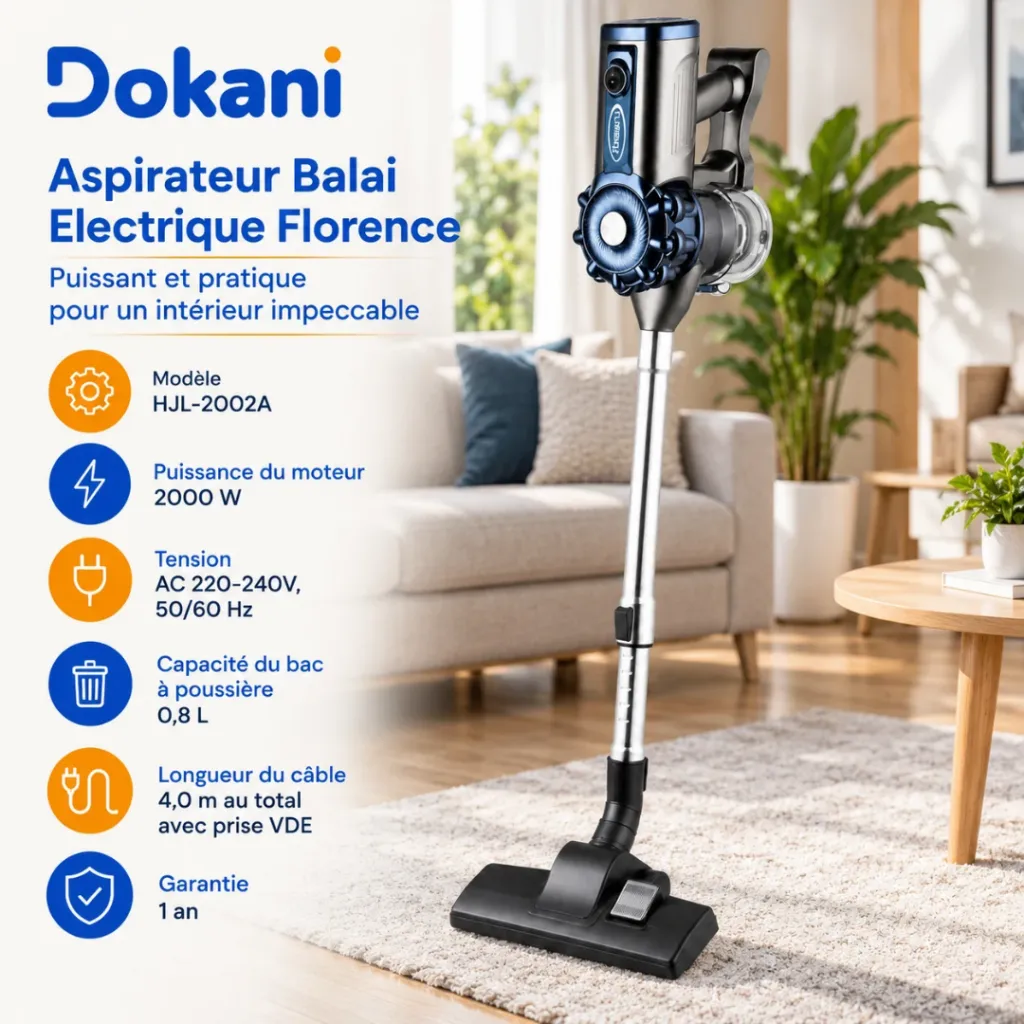 Dokani
Aspirateur Balai
Electrique Florence
Puissant et pratique
pour un intérieur impeccable
Modèle
HJL-2002A
Puissance du moteur
2000 W
Tension
AC 220-240V,
50/60 Hz
Capacité du bac
à poussière
0,8 L
Longueur du câble
4,0 m au total
avec prise VDE
Garantie
1 an